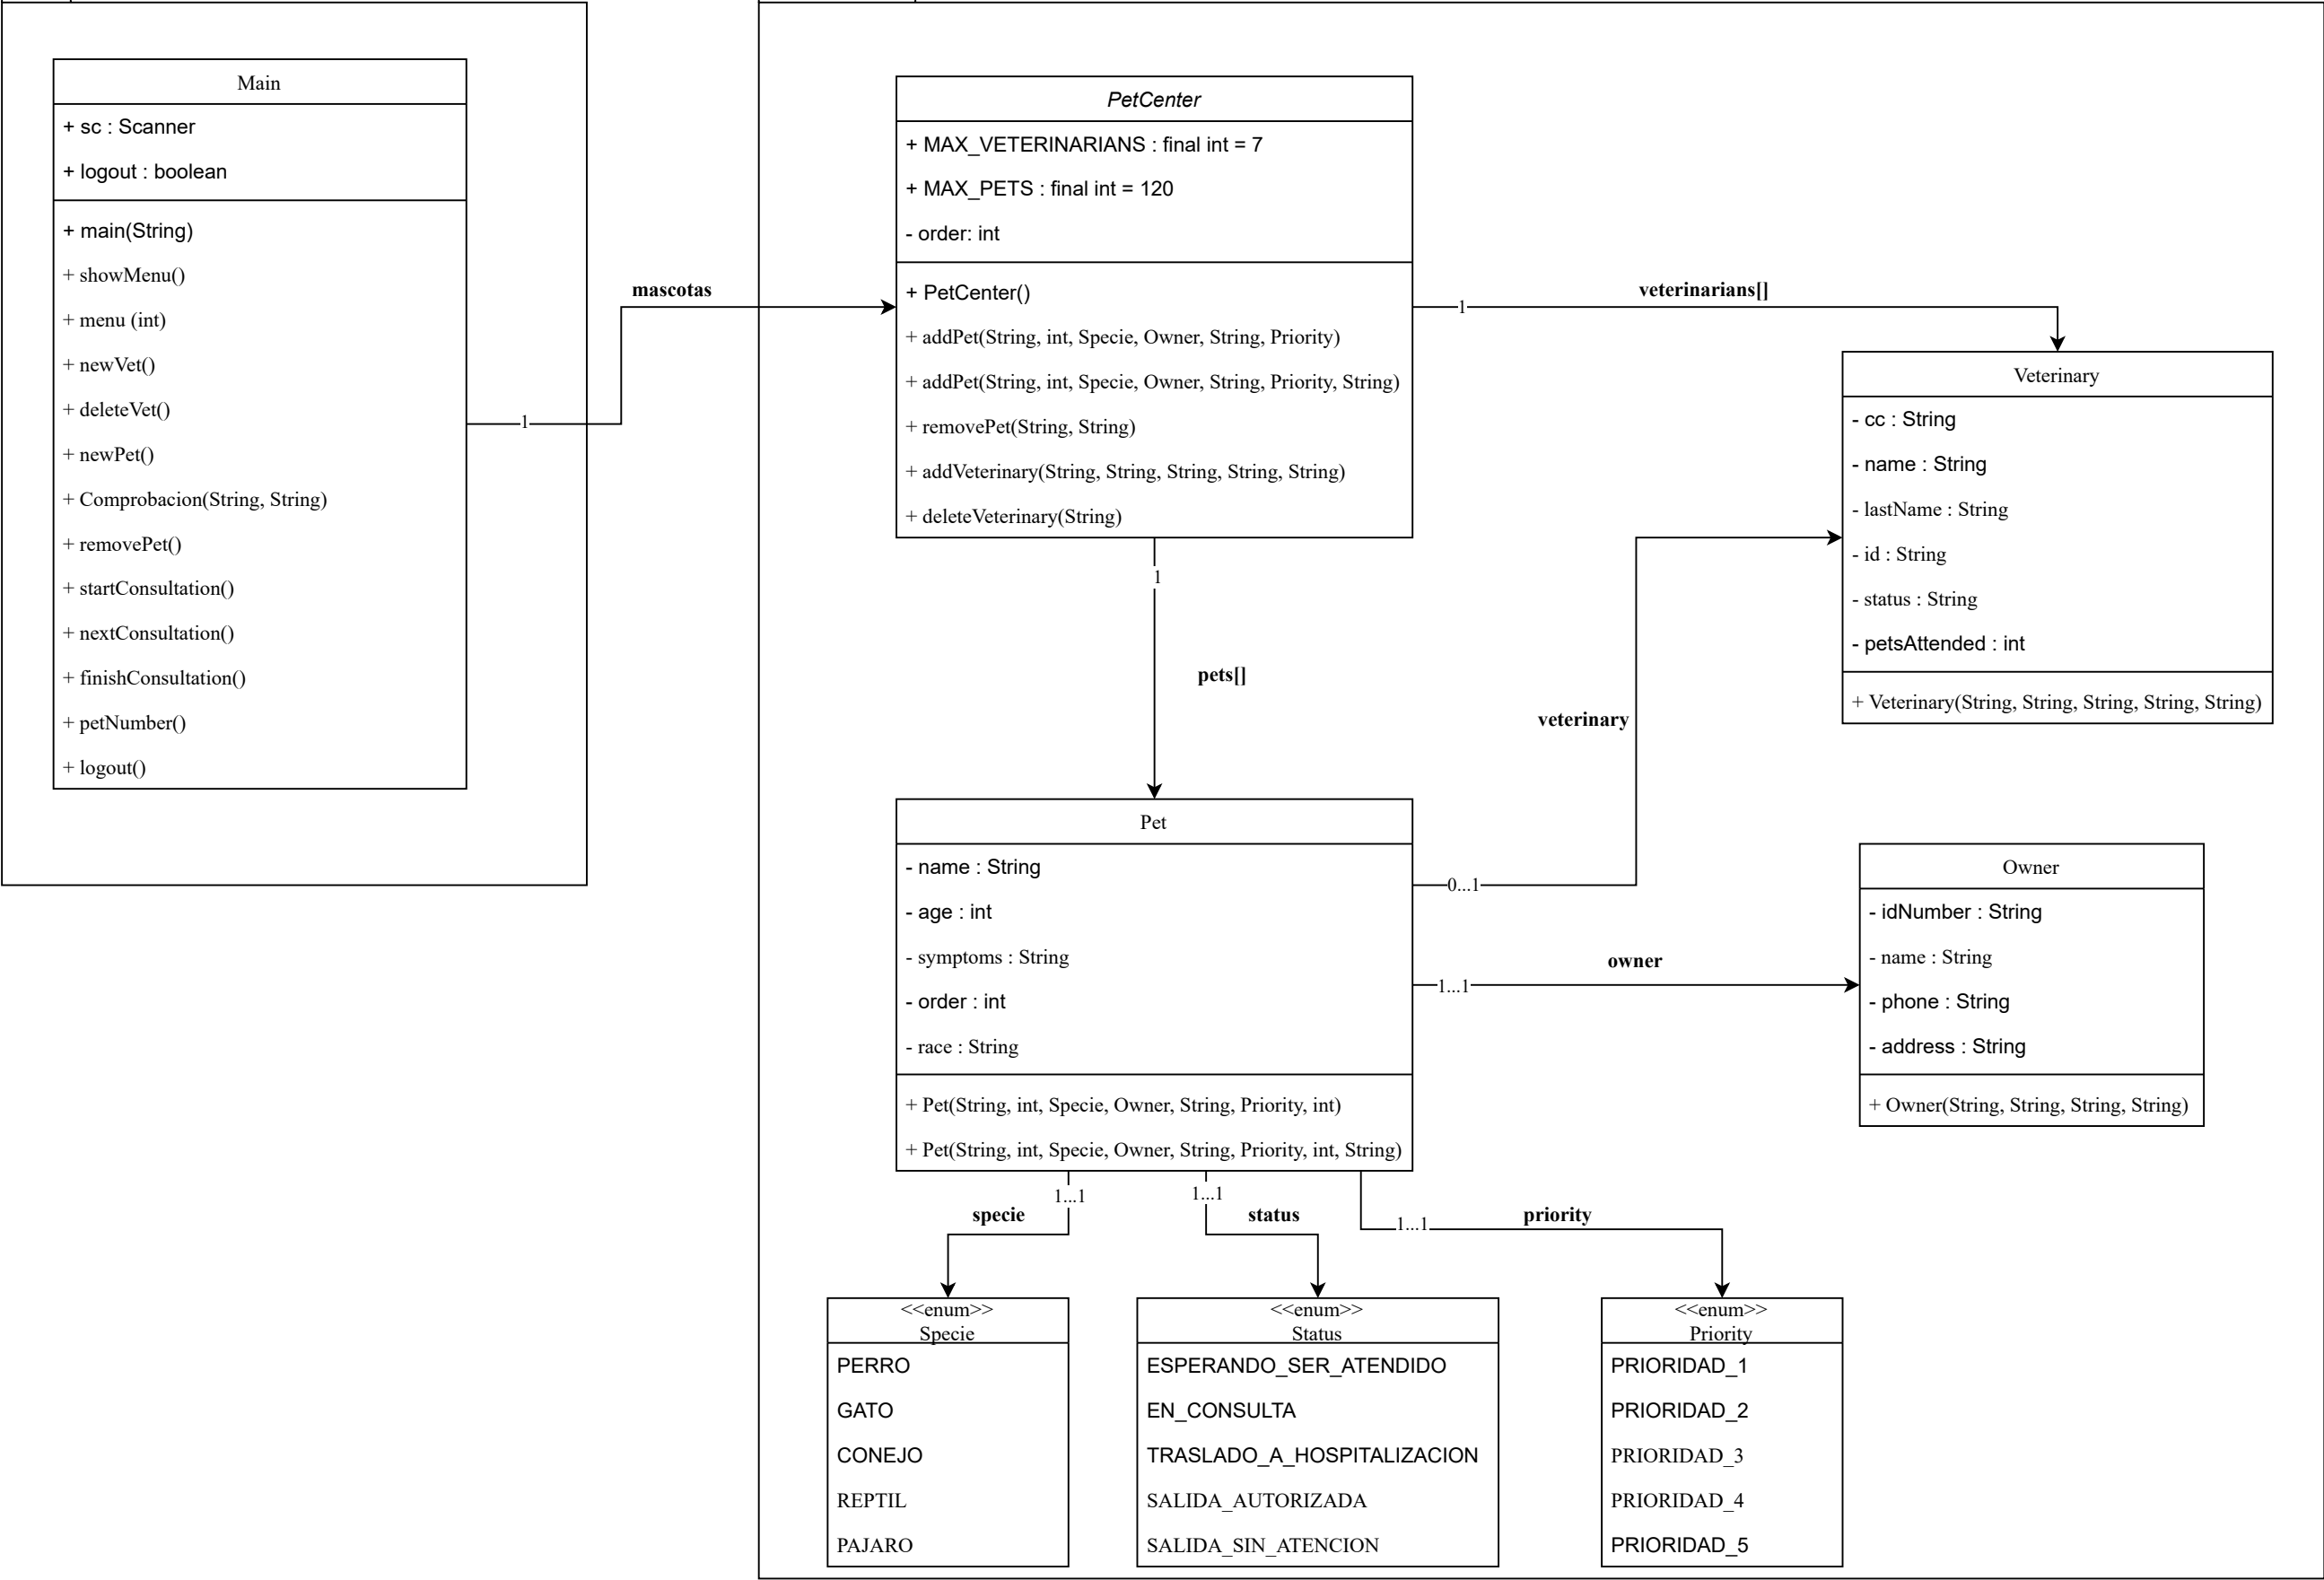 Main
+ sc : Scanner
+ logout : boolean
+ main(String)
+ showMenu()
+ menu (int)
+ newVet()
+ deleteVet()
+ newPet()
+ Comprobacion(String, String)
+ removePet()
+ startConsultation()
+ nextConsultation()
+ finishConsultation()
+ petNumber()
+ logout()
1
mascotas
PetCenter
+ MAX_VETERINARIANS : final int = 7
+ MAX_PETS : final int = 120
- order: int
+ PetCenter()
+ addPet(String, int, Specie, Owner, String, Priority)
+ addPet(String, int, Specie, Owner, String, Priority, String)
+ removePet(String, String)
+ addVeterinary(String, String, String, String, String)
+ deleteVeterinary(String)
1
veterinarians[]
Veterinary
- cc : String
- name : String
- lastName : String
- id : String
- status : String
- petsAttended : int
+ Veterinary(String, String, String, String, String)
1
pets[]
veterinary
Pet
- name : String
- age : int
- symptoms : String
- order : int
- race : String
+ Pet(String, int, Specie, Owner, String, Priority, int)
+ Pet(String, int, Specie, Owner, String, Priority, int, String)
0...1
1...1
owner
Owner
- idNumber : String
- name : String
- phone : String
- address : String
+ Owner(String, String, String, String)
1...1
specie
1...1
status
1...1
priority
<<enum>>
Specie
PERRO
GATO
CONEJO
REPTIL
PAJARO
<<enum>>
Status
ESPERANDO_SER_ATENDIDO
EN_CONSULTA
TRASLADO_A_HOSPITALIZACION
SALIDA_AUTORIZADA
SALIDA_SIN_ATENCION
<<enum>>
Priority
PRIORIDAD_1
PRIORIDAD_2
PRIORIDAD_3
PRIORIDAD_4
PRIORIDAD_5